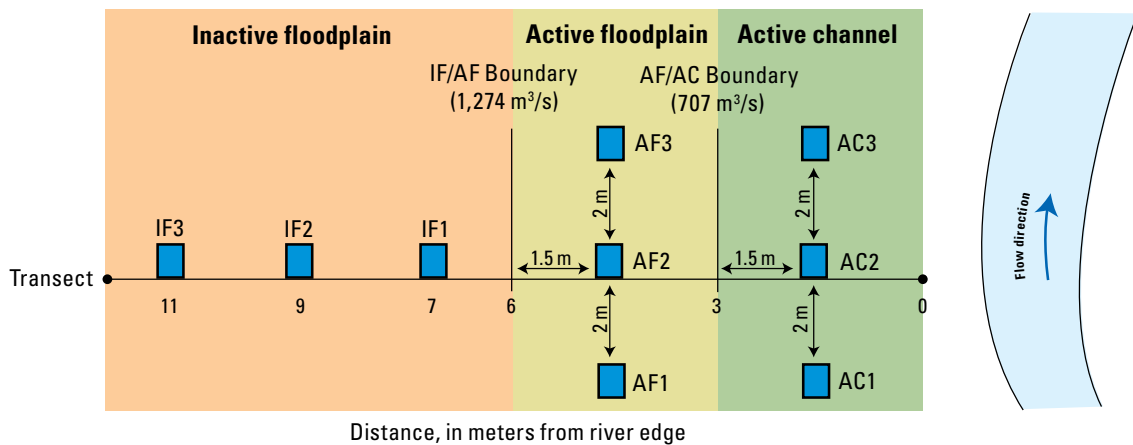 Inactive floodplain
Active floodplain
Active channel
IF/AF Boundary
(1,274 m³/s)
AF/AC Boundary
(707 m³/s)
AF3
AC3
2 m
2 m
IF3
IF2
IF1
1.5 m
AF2
1.5 m
AC2
Transect
11
9
7
6
3
0
2 m
2 m
AF1
AC1
Distance, in meters from river edge
Flow direction